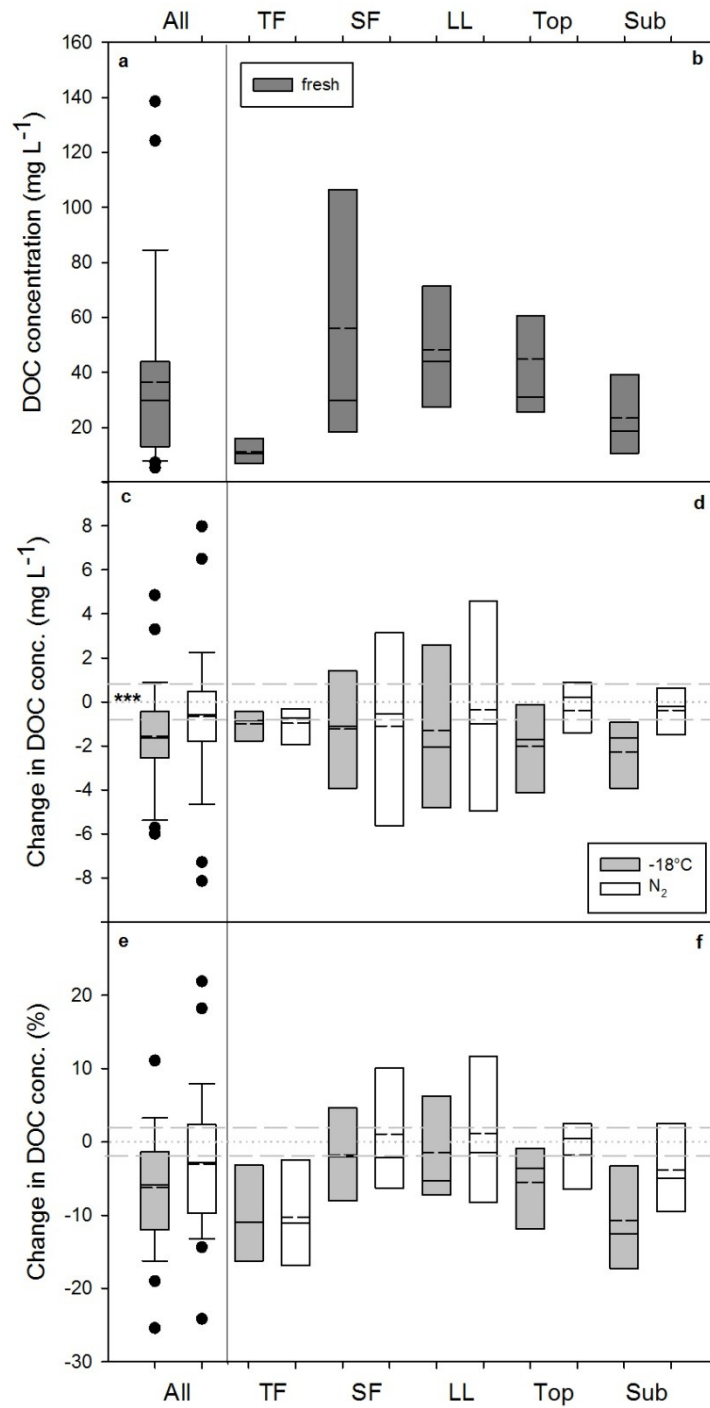 All TF SF LL Top Sub
160
140
120
100
80
60
40
20
DOC concentration (mg L⁻¹)
a
b
fresh
8
6
4
2
0
-2
-4
-6
-8
Change in DOC conc. (mg L⁻¹)
c
d
***
-18°C
N₂
20
10
0
-10
-20
-30
Change in DOC conc. (%)
e
f
All TF SF LL Top Sub